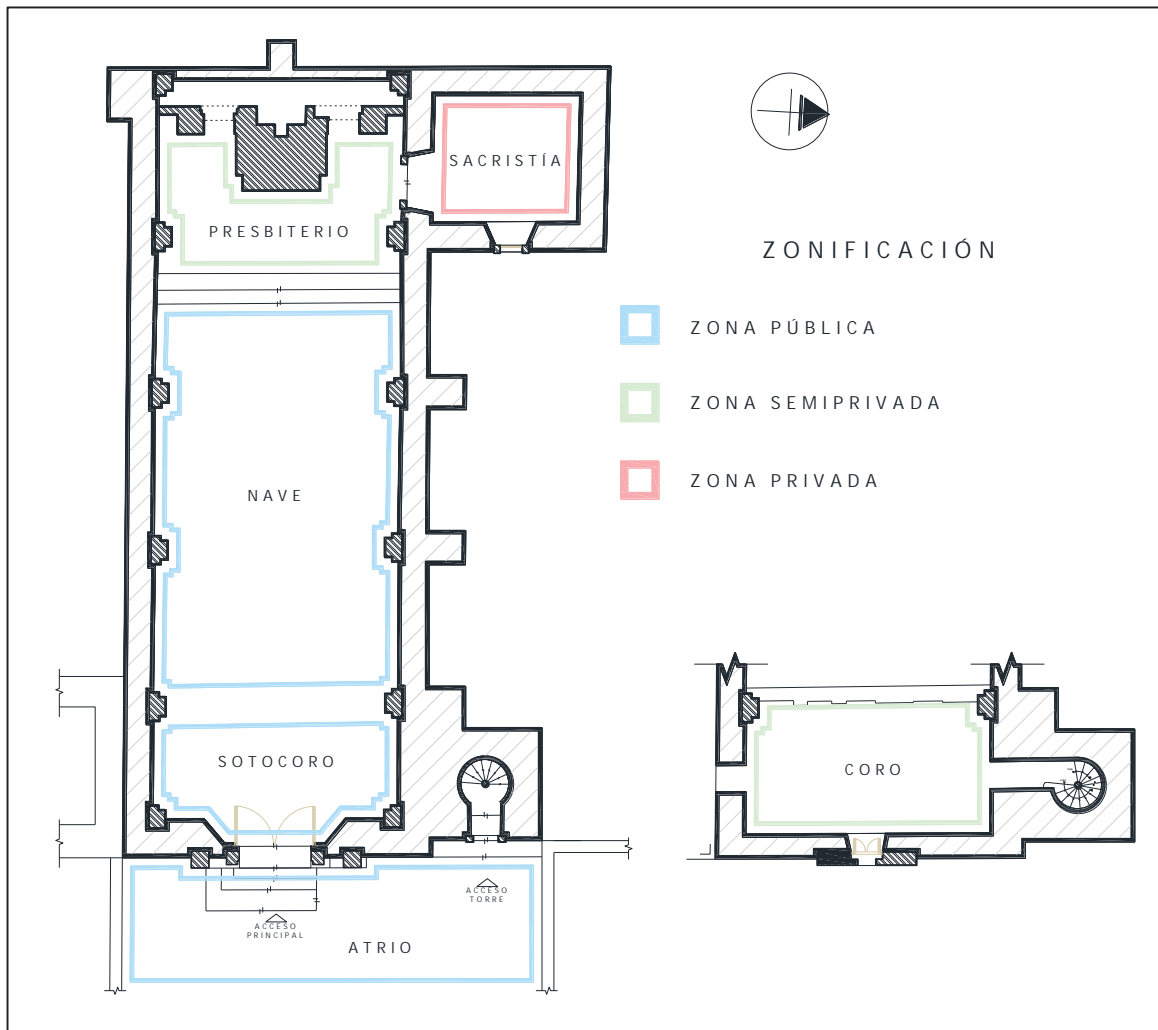 SACRISTÍA
PRESBITERIO
ZONIFICACIÓN
ZONA PÚBLICA
ZONA SEMIPRIVADA
ZONA PRIVADA
NAVE
SOTOCORO
CORO
ACCESO
TORRE
ACCESO
PRINCIPAL
ATRIO